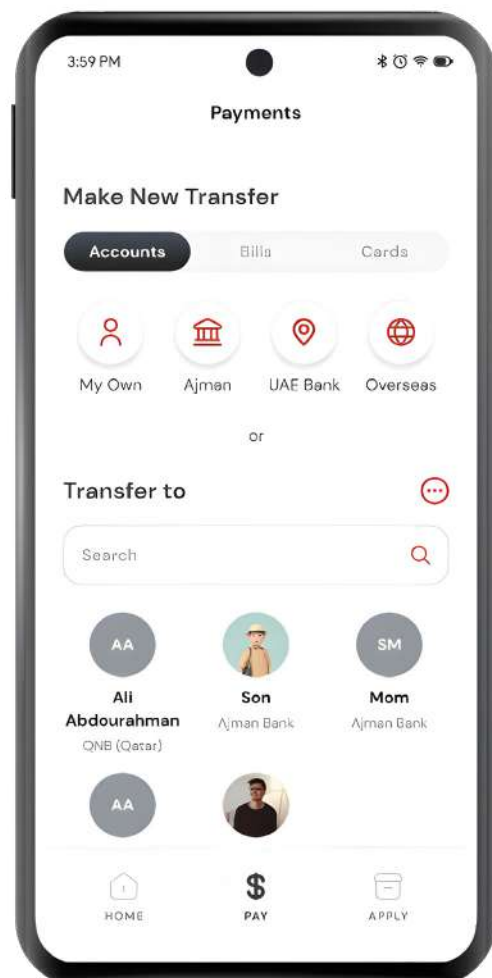 3:59 PM
Payments
Make New Transfer
Accounts Bills Cards
My Own Ajman UAE Bank Overseas
or
Transfer to
Search
AA SM
Ali
Abdourahman
QNB (Qatar)
Son
Ajman Bank
Mom
Ajman Bank
AA
HOME PAY APPLY